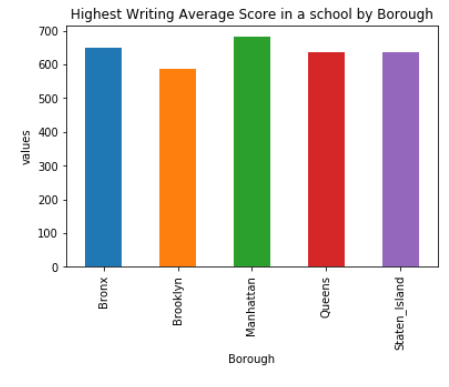 Highest Writing Average Score in a school by Borough
700
600
500
400
300
200
100
0
values
Bronx
Brooklyn
Manhattan
Queens
Staten_Island
Borough